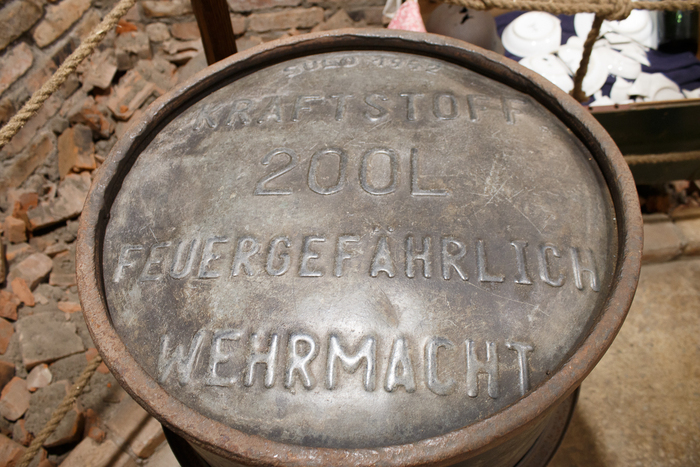 KRAFTSTOFF
200L
FEUERGEFÄHRLICH
WEHRMACHT